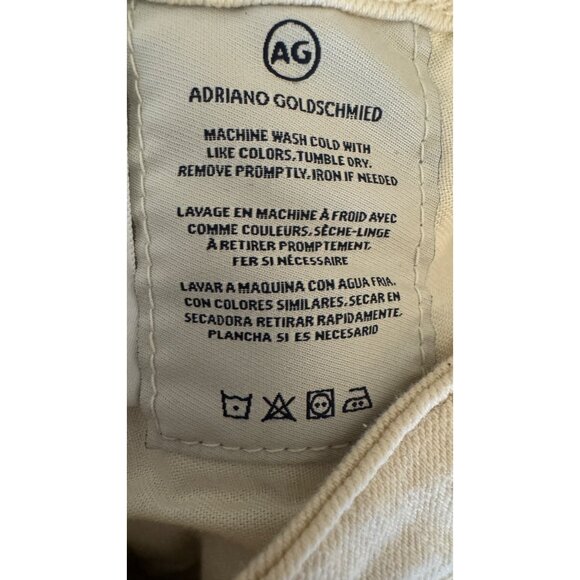 AG
ADRIANO GOLDSCHMIED
MACHINE WASH COLD WITH
LIKE COLORS.TUMBLE DRY.
REMOVE PROMPTLY.IRON IF NEEDED
LAVAGE EN MACHINE À FROID AVEC
COMME COULEURS.SÈCHE-LINGE
À RETIRER PROMPTEMENT.
FER SI NÉCESSAIRE
LAVAR A MAQUINA CON AGUA FRIA.
CON COLORES SIMILARES.SECAR EN
SECADORA RETIRAR RAPIDAMENTE.
PLANCHA SI ES NECESARIO